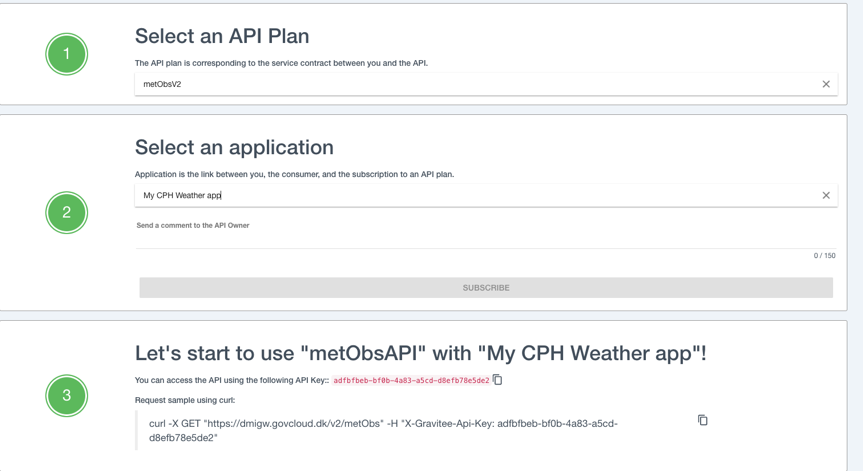 1
Select an API Plan
The API plan is corresponding to the service contract between you and the API.
metObsV2
2
Select an application
Application is the link between you, the consumer, and the subscription to an API plan.
My CPH Weather app
Send a comment to the API Owner
0 / 150
SUBSCRIBE
3
Let's start to use "metObsAPI" with "My CPH Weather app"!
You can access the API using the following API Key:: adfbfbeb-bf0b-4a83-a5cd-d8efb78e5de2
Request sample using curl:
curl -X GET "https://dmigw.govcloud.dk/v2/metObs" -H "X-Gravitee-Api-Key: adfbfbeb-bf0b-4a83-a5cd-
d8efb78e5de2"